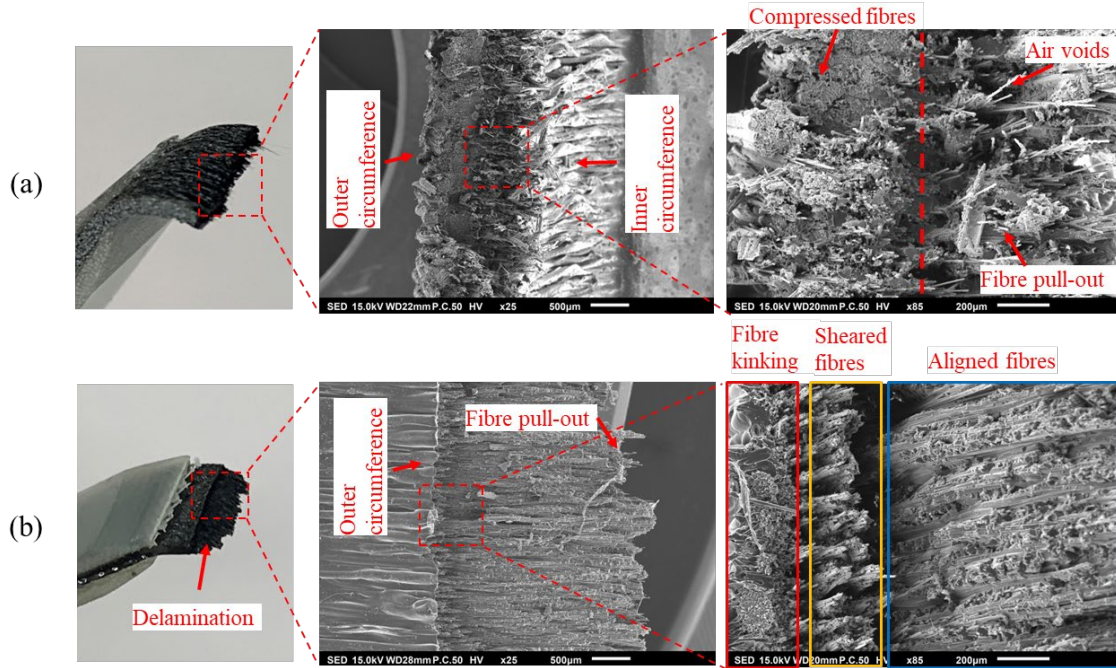 Compressed fibres
Air voids
(a)
Outer
circumference
Inner
circumference
Fibre pull-out
SED 15.0kV WD22mm P.C.50 HV x25 500µm
SED 15.0kV WD20mm P.C.50 HV x85 200µm
Fibre
kinking
Sheared
fibres
Aligned fibres
(b)
Outer
circumference
Fibre pull-out
Delamination
SED 15.0kV WD28mm P.C.50 HV x25 500µm
SED 15.0kV WD20mm P.C.50 HV x85 200µm